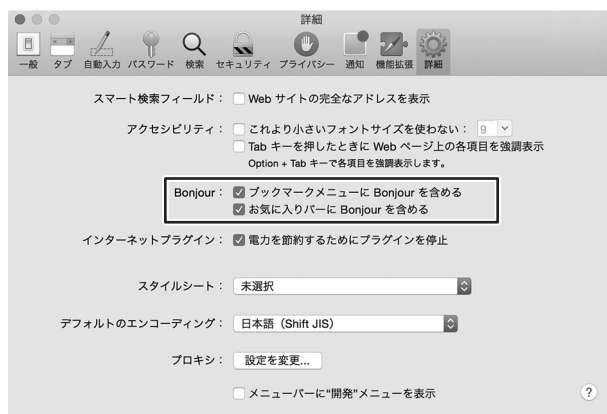 詳細
一般 タブ 自動入力 パスワード 検索 セキュリティ プライバシー 通知 機能拡張 詳細
スマート検索フィールド： Web サイトの完全なアドレスを表示
アクセシビリティ： これより小さいフォントサイズを使わない： 9
Tab キーを押したときに Web ページ上の各項目を強調表示
Option + Tab キーで各項目を強調表示します。
Bonjour： ブックマークメニューに Bonjour を含める
お気に入りバーに Bonjour を含める
インターネットプラグイン： 電力を節約するためにプラグインを停止
スタイルシート： 未選択
デフォルトのエンコーディング： 日本語（Shift JIS）
プロキシ： 設定を変更...
メニューバーに“開発”メニューを表示 ?